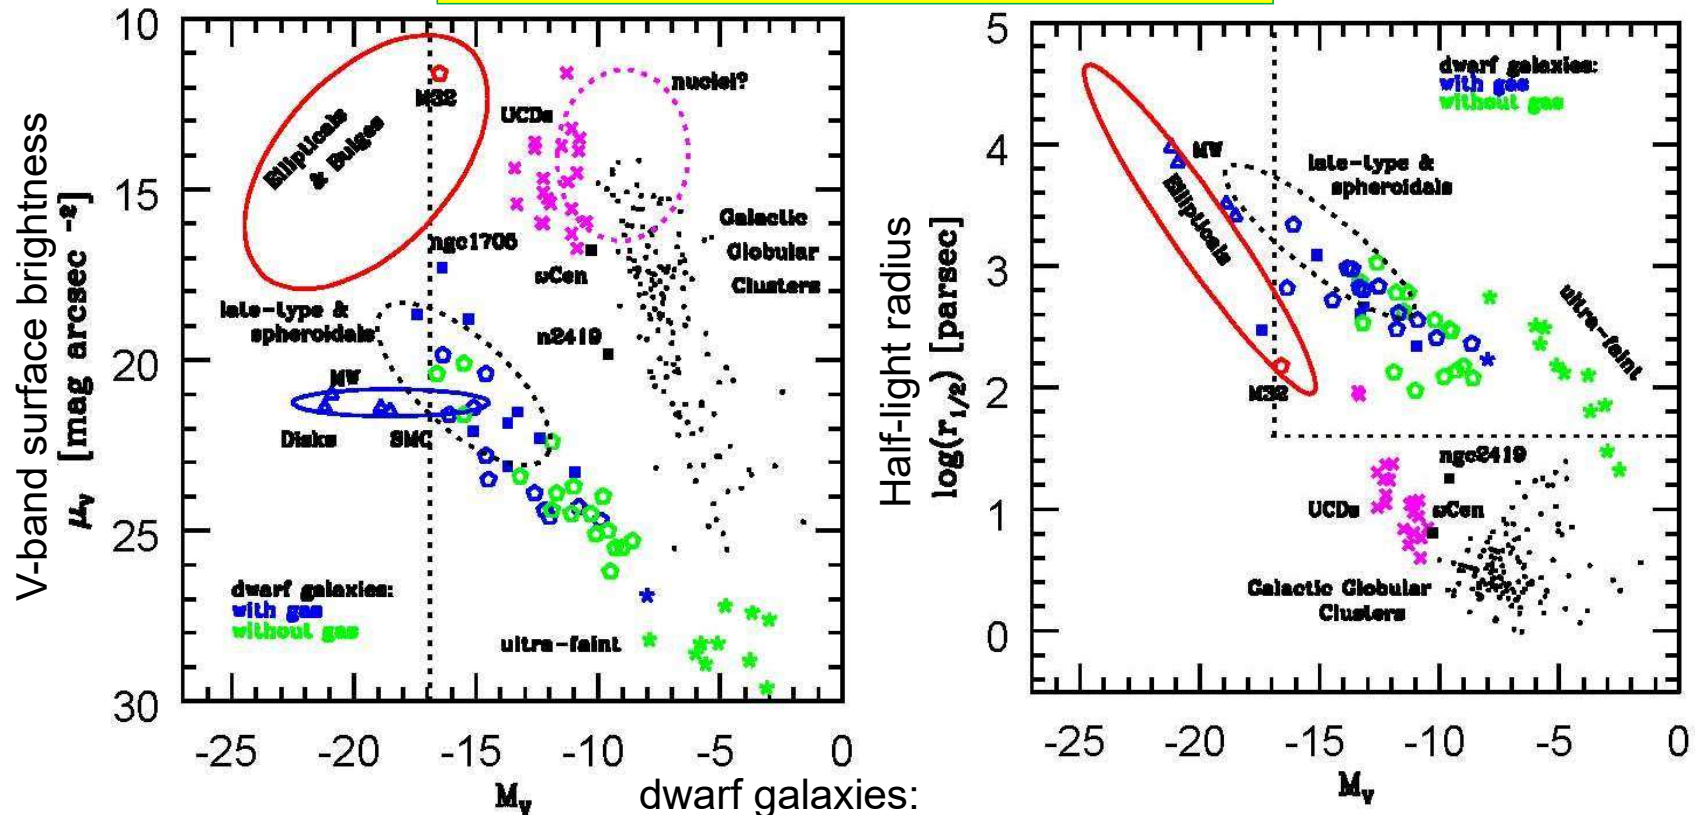 V-band surface brightness
μ_V [mag arcsec ⁻²]
10
15
20
25
30
-25
-20
-15
-10
-5
0
M_V
M32
Ellipticals
& Bulges
UCDs
nuclei?
ngc1705
ωCen
Galactic
Globular
Clusters
late-type &
spheroidals
n2419
MW
Disks
SMC
dwarf galaxies:
with gas
without gas
ultra-faint
dwarf galaxies:
Half-light radius
log(r_1/2) [parsec]
5
4
3
2
1
0
-25
-20
-15
-10
-5
0
M_V
dwarf galaxies:
with gas
without gas
MW
Ellipticals
late-type &
spheroidals
ultra-faint
M32
ngc2419
UCDs
ωCen
Galactic Globular
Clusters